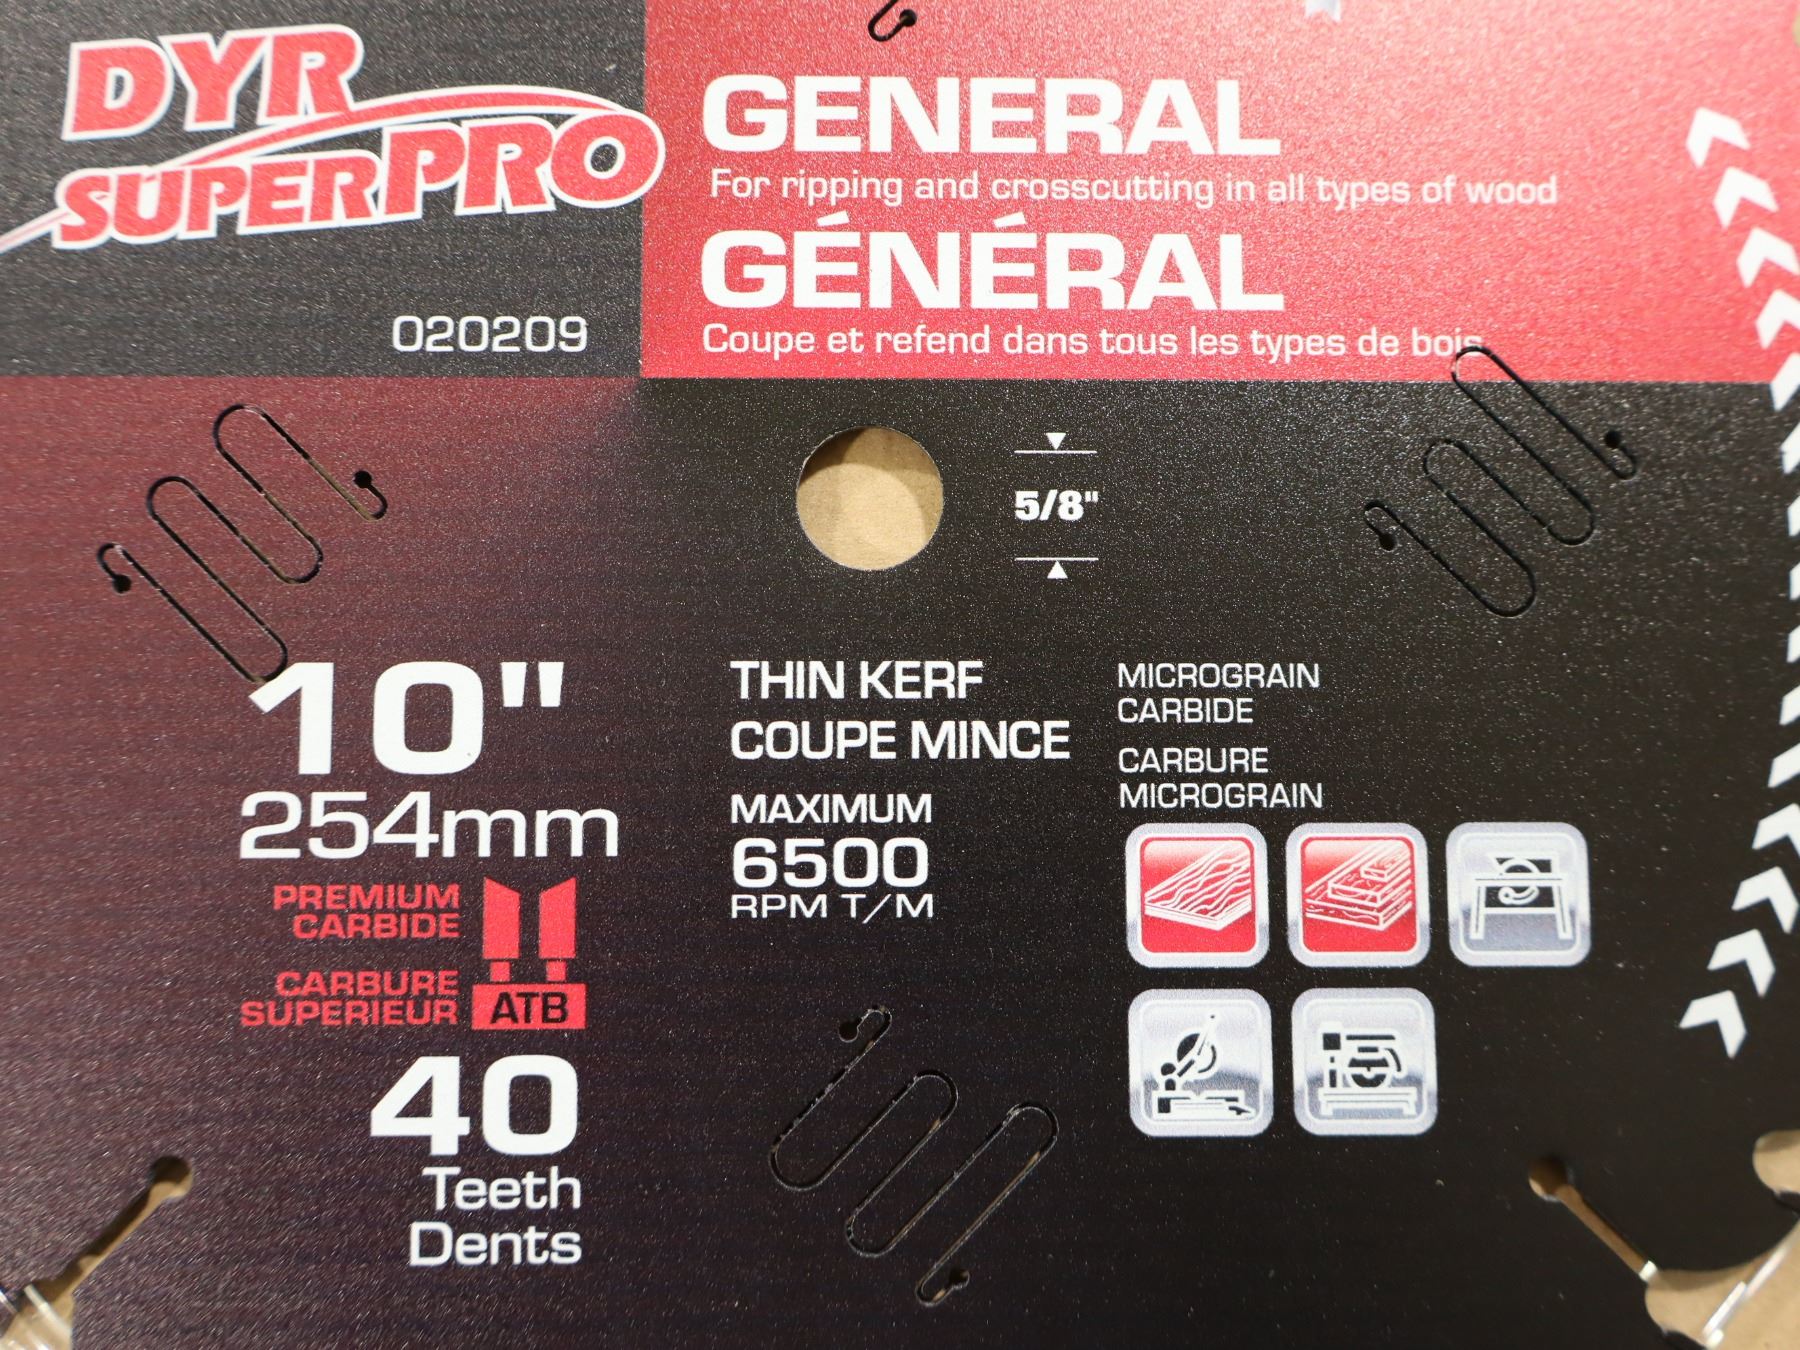 DYR
SUPERPRO
020209
GENERAL
For ripping and crosscutting in all types of wood
GÉNÉRAL
Coupe et refend dans tous les types de bois
5/8"
10"
254mm
PREMIUM
CARBIDE
CARBURE
SUPERIEUR
ATB
40
Teeth
Dents
THIN KERF
COUPE MINCE
MAXIMUM
6500
RPM T/M
MICROGRAIN
CARBIDE
CARBURE
MICROGRAIN